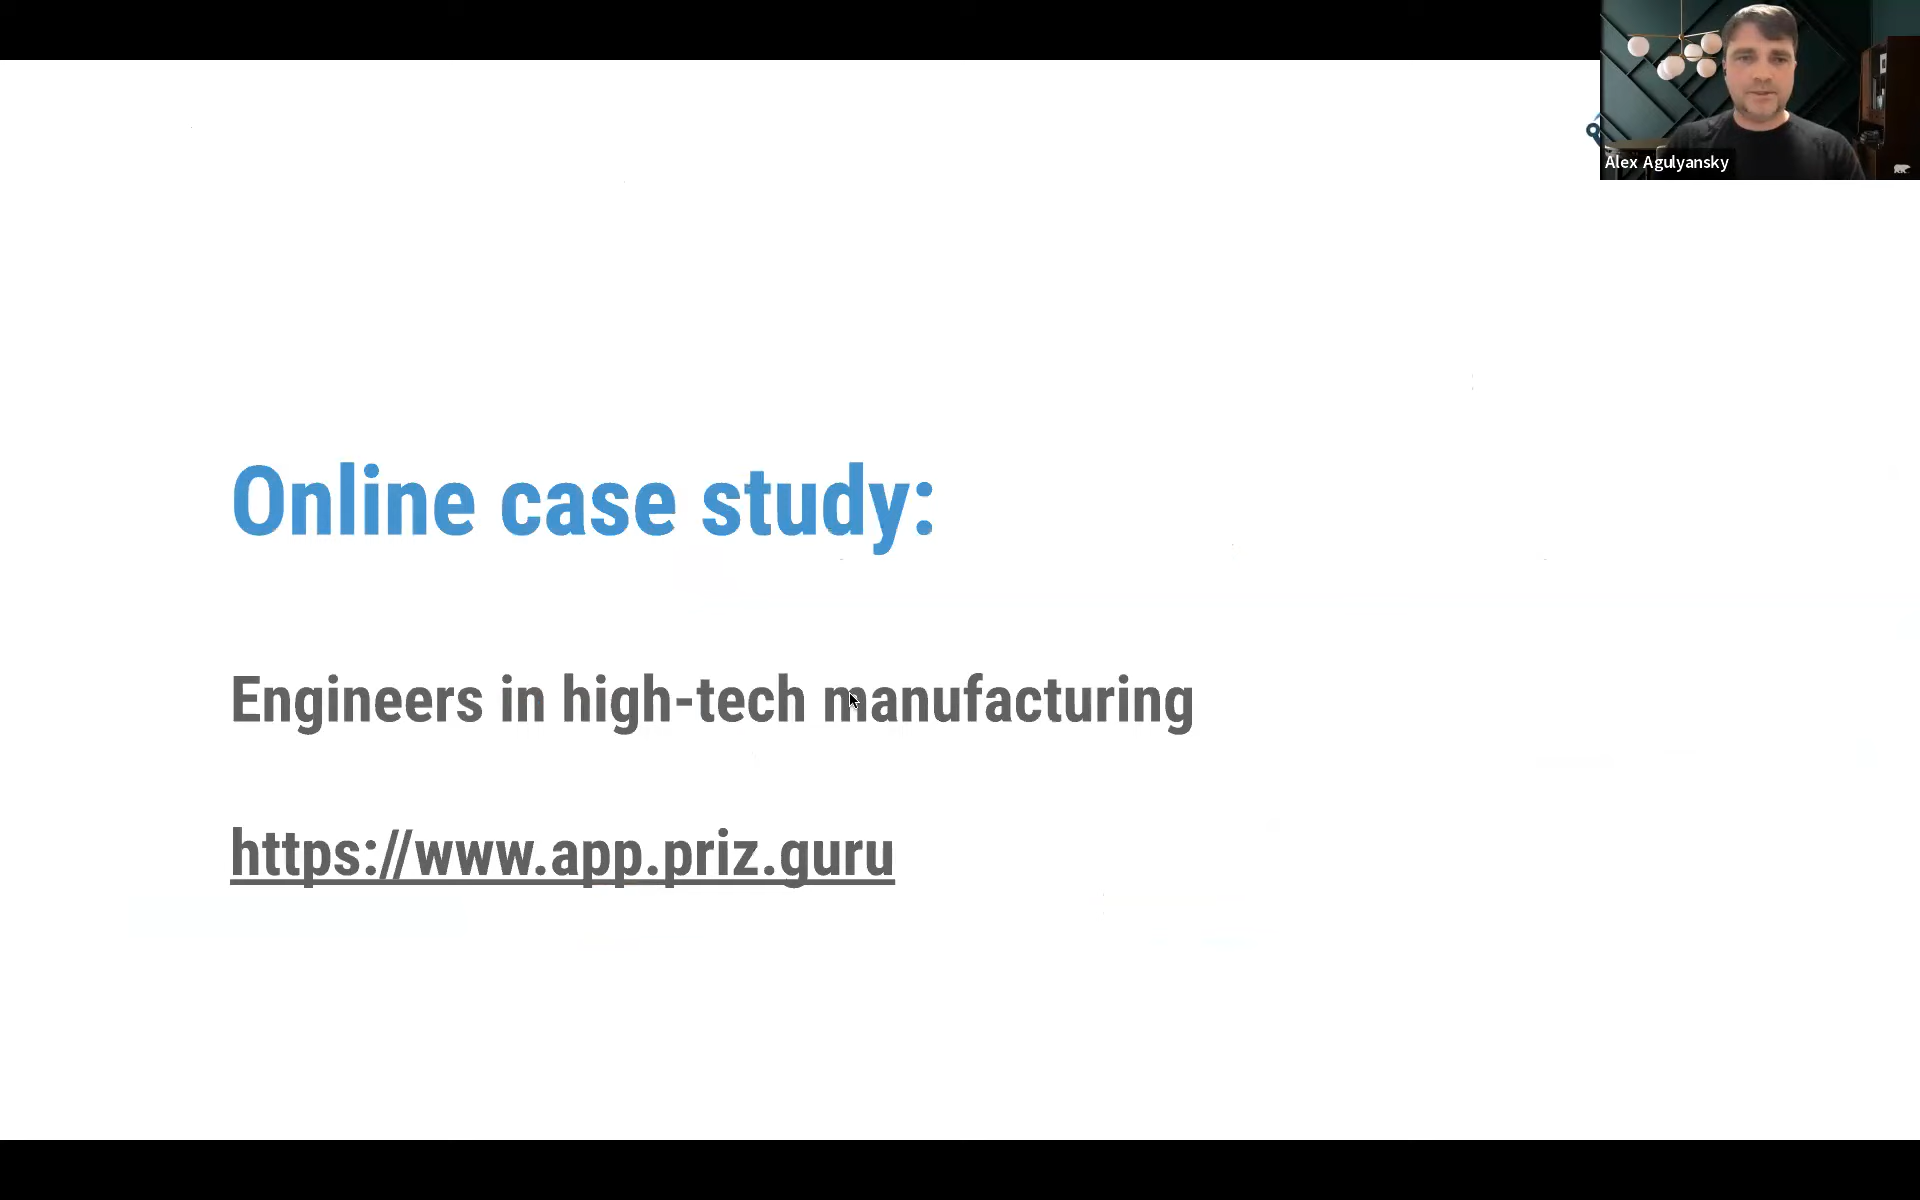 Alex Agulyansky
Online case study:
Engineers in high-tech manufacturing
https://www.app.priz.guru